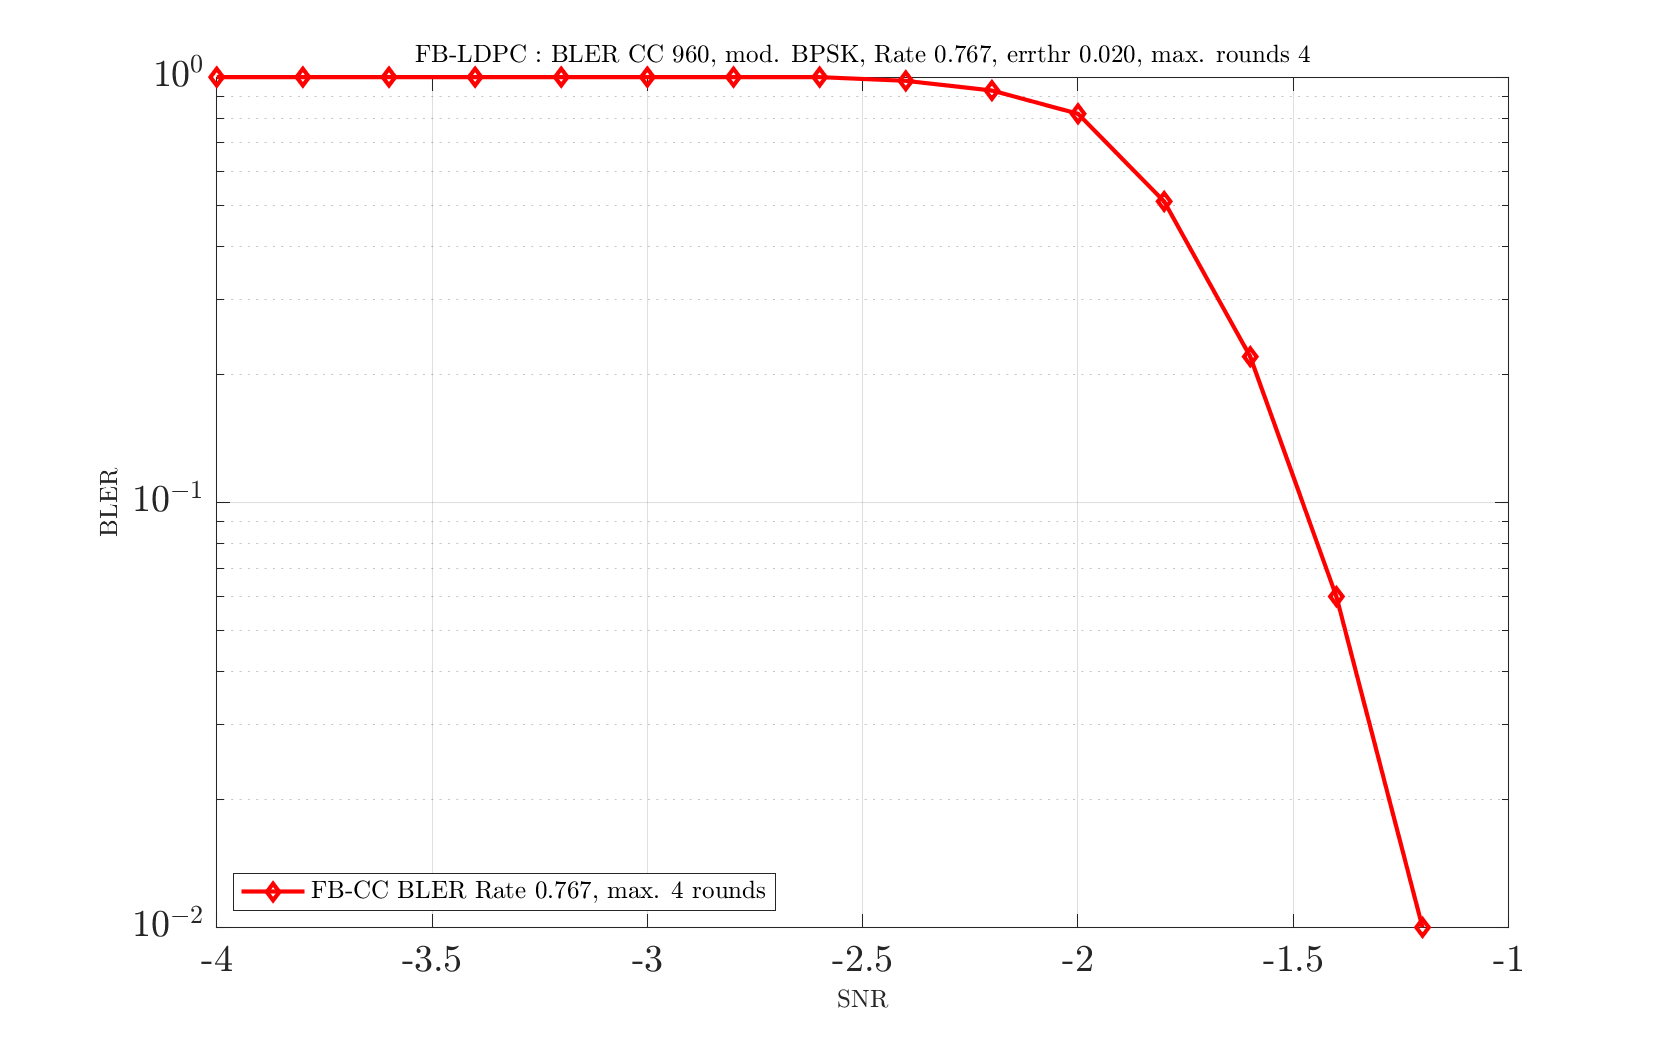 FB-LDPC : BLER CC 960, mod. BPSK, Rate 0.767, errthr 0.020, max. rounds 4
10⁰
10⁻¹
10⁻²
BLER
FB-CC BLER Rate 0.767, max. 4 rounds
-4 -3.5 -3 -2.5 -2 -1.5 -1
SNR